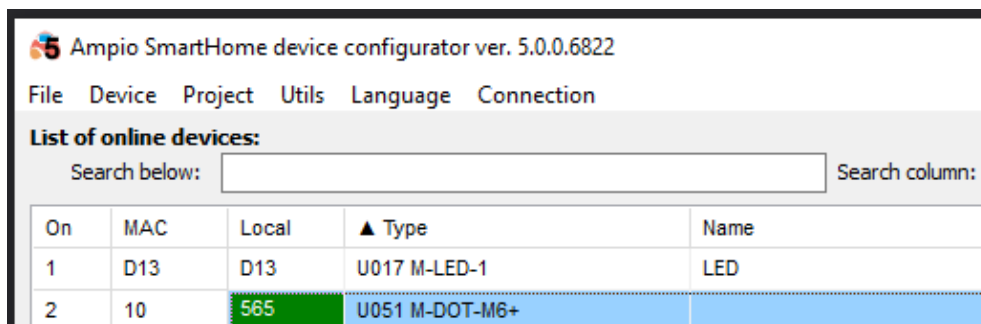 5 Ampio SmartHome device configurator ver. 5.0.0.6822
File Device Project Utils Language Connection
List of online devices:
Search below: Search column:
On MAC Local ▲ Type Name
1 D13 D13 U017 M-LED-1 LED
2 10 565 U051 M-DOT-M6+